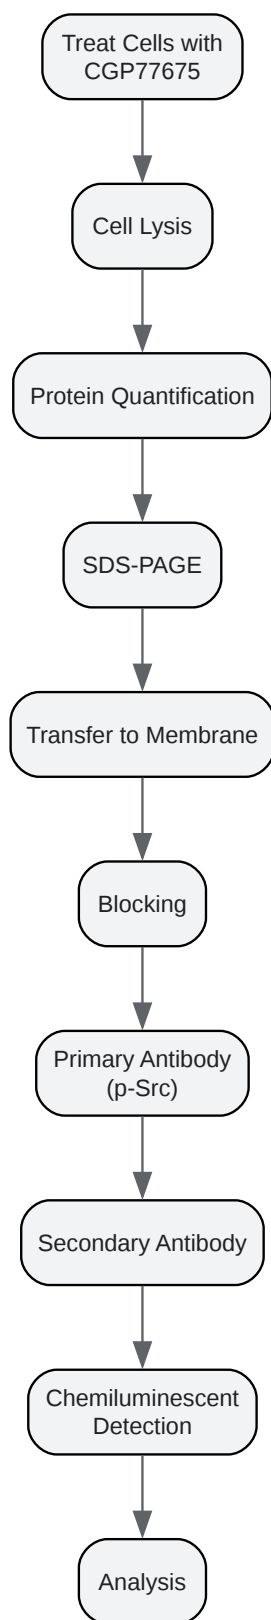 Treat Cells with
CGP77675
Cell Lysis
Protein Quantification
SDS-PAGE
Transfer to Membrane
Blocking
Primary Antibody
(p-Src)
Secondary Antibody
Chemiluminescent
Detection
Analysis